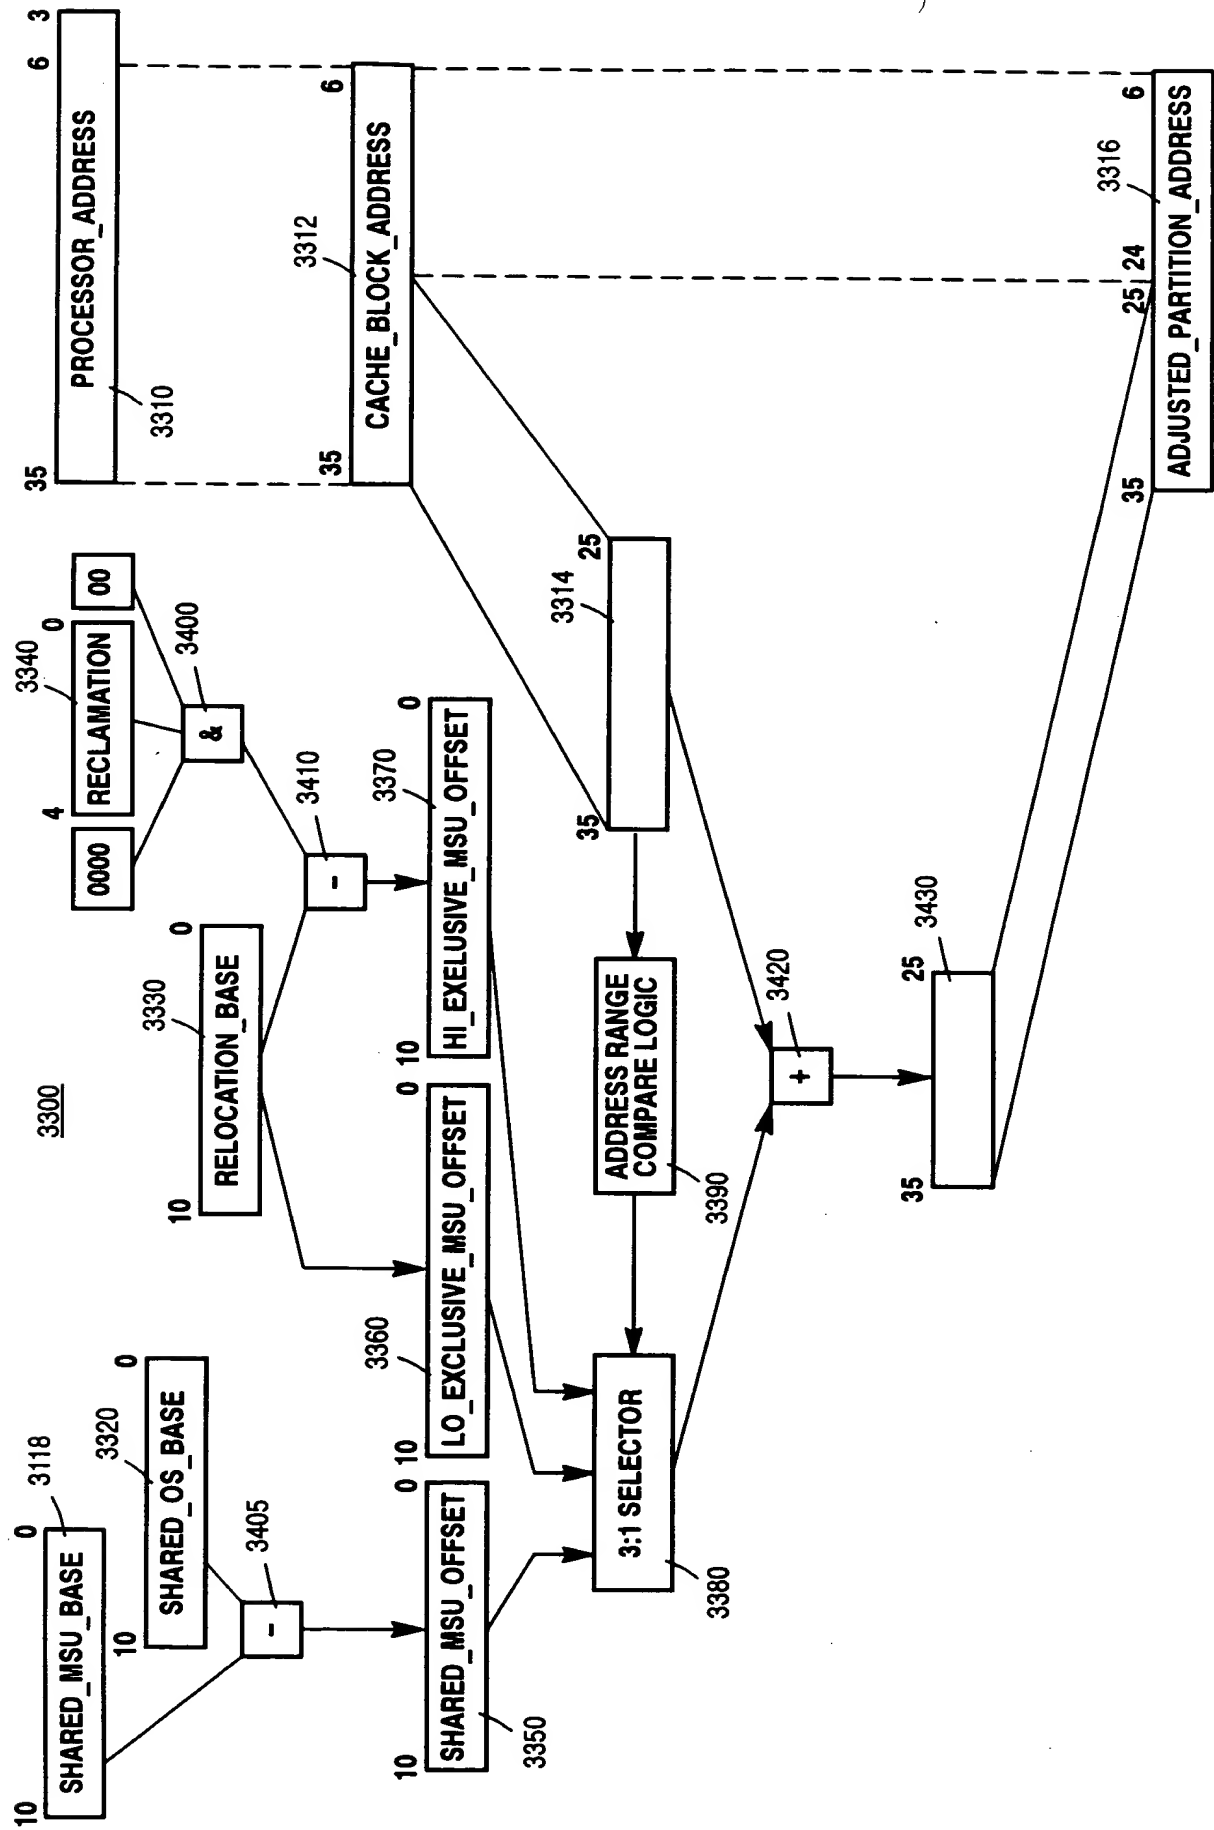 3300
10 0
SHARED_MSU_BASE
3118
10 0
SHARED_OS_BASE
3320
-
3405
10 0
RELOCATION_BASE
3330
0000
4 0
RECLAMATION
3340
00
&
3400
-
3410
35 6 3
PROCESSOR_ADDRESS
3310
10 0
SHARED_MSU_OFFSET
3350
10 0
LO_EXCLUSIVE_MSU_OFFSET
3360
10 0
HI_EXELUSIVE_MSU_OFFSET
3370
35 6
CACHE_BLOCK_ADDRESS
3312
3:1 SELECTOR
3380
ADDRESS RANGE
COMPARE LOGIC
3390
35 25
3314
+
3420
35 25
3430
35 25 24 6
ADJUSTED_PARTITION_ADDRESS
3316